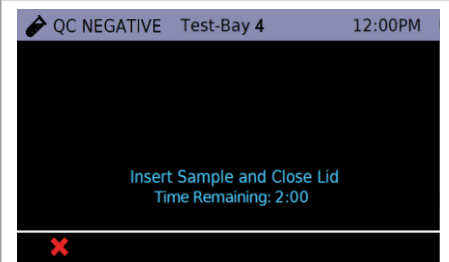 QC NEGATIVE Test-Bay 4 12:00PM
Insert Sample and Close Lid
Time Remaining: 2:00